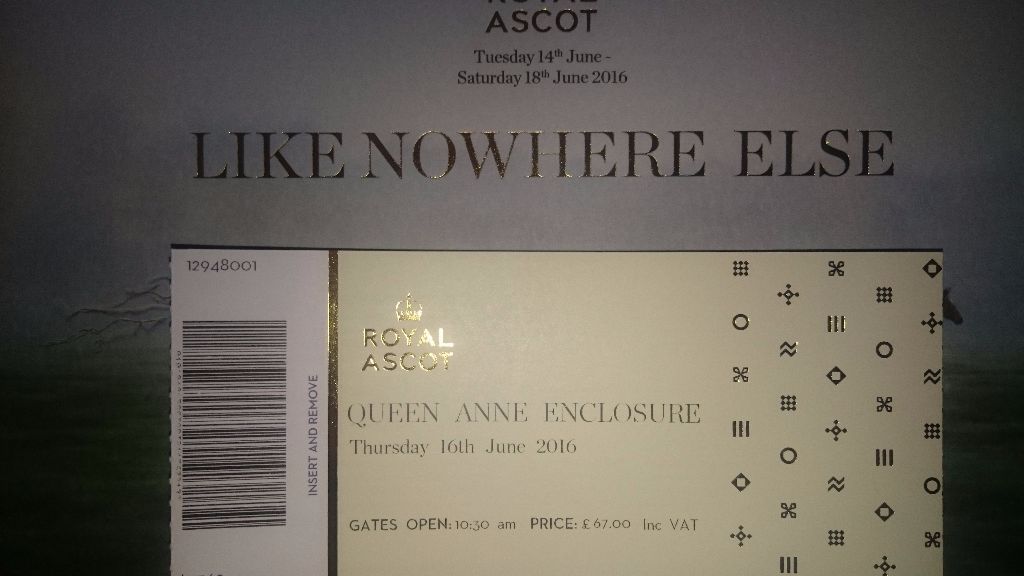 ROYAL
ASCOT
Tuesday 14th June -
Saturday 18th June 2016
LIKE NOWHERE ELSE
12948001
INSERT AND REMOVE
ROYAL
ASCOT
QUEEN ANNE ENCLOSURE
Thursday 16th June 2016
GATES OPEN: 10:30 am PRICE: £67.00 Inc VAT